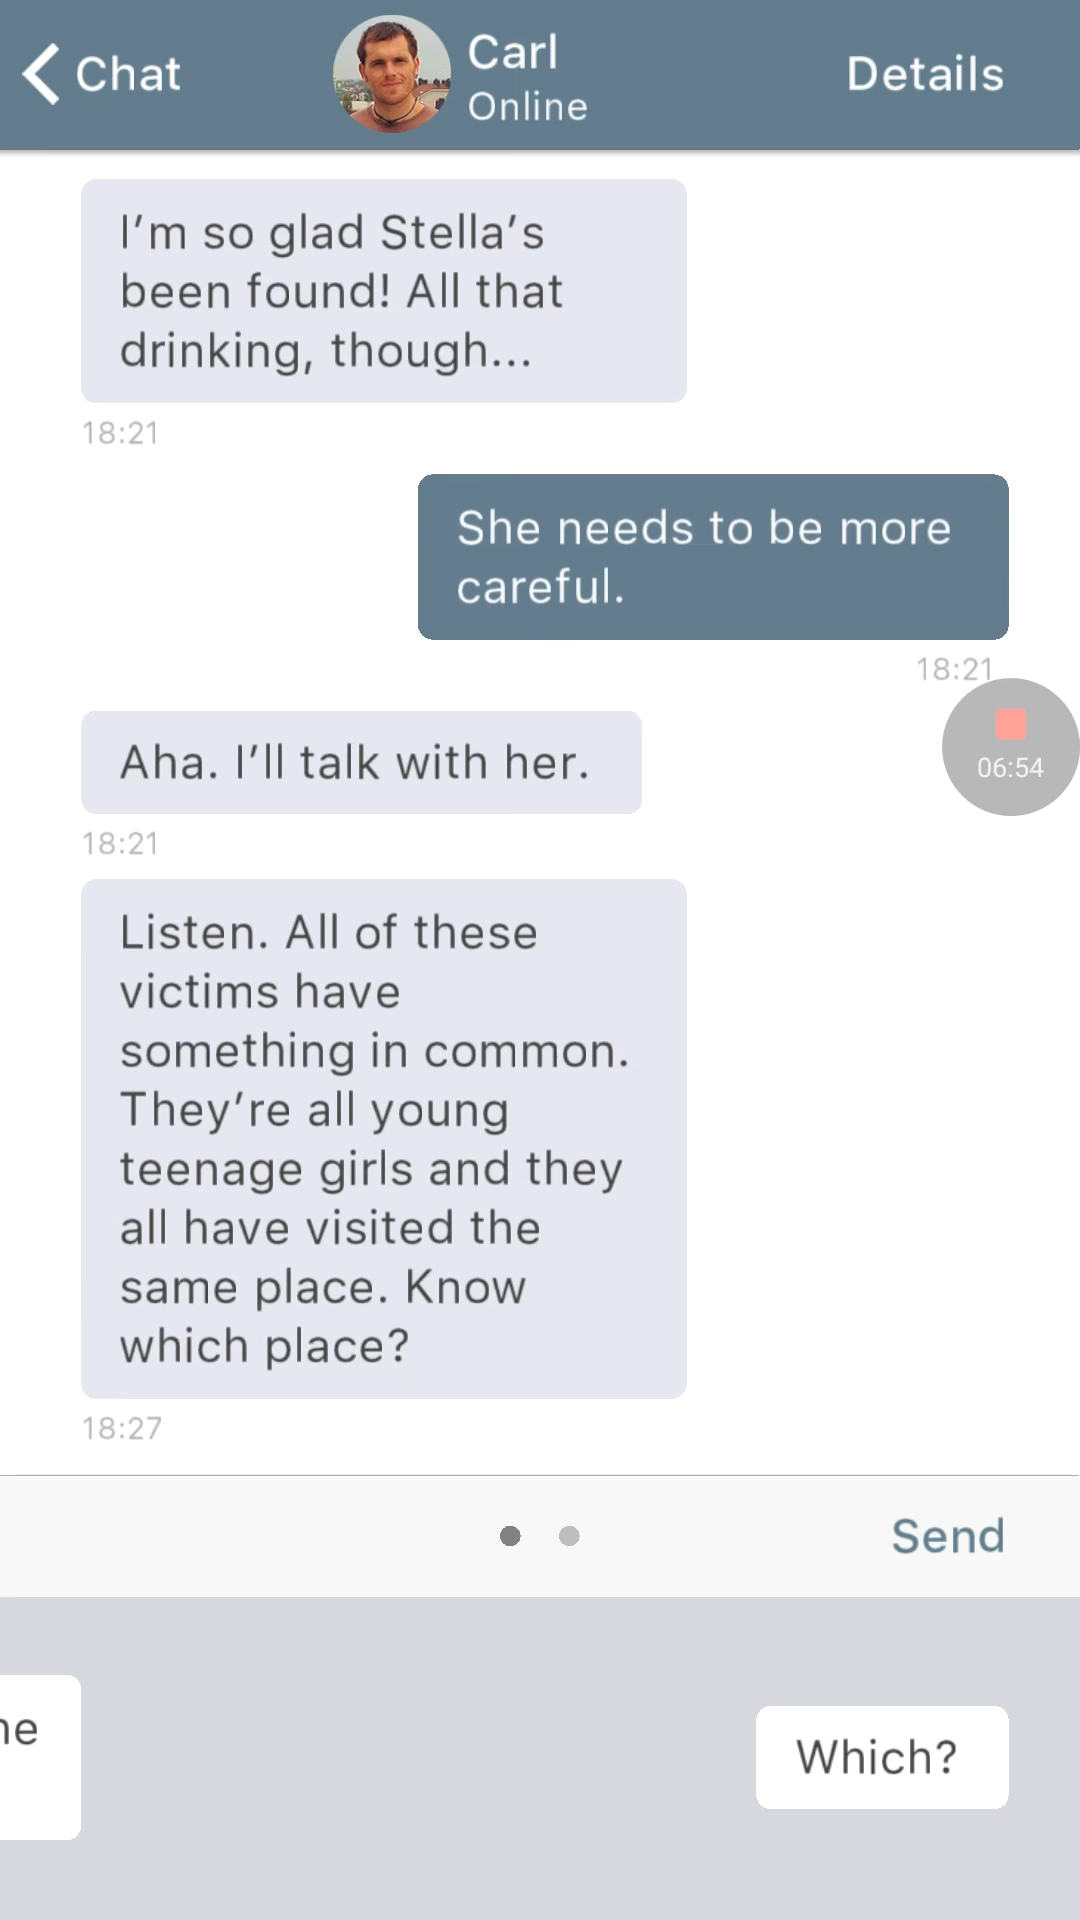 Chat
Carl
Online
Details
I’m so glad Stella’s
been found! All that
drinking, though...
18:21
She needs to be more
careful.
18:21
06:54
Aha. I’ll talk with her.
18:21
Listen. All of these
victims have
something in common.
They’re all young
teenage girls and they
all have visited the
same place. Know
which place?
18:27
Send
Which?